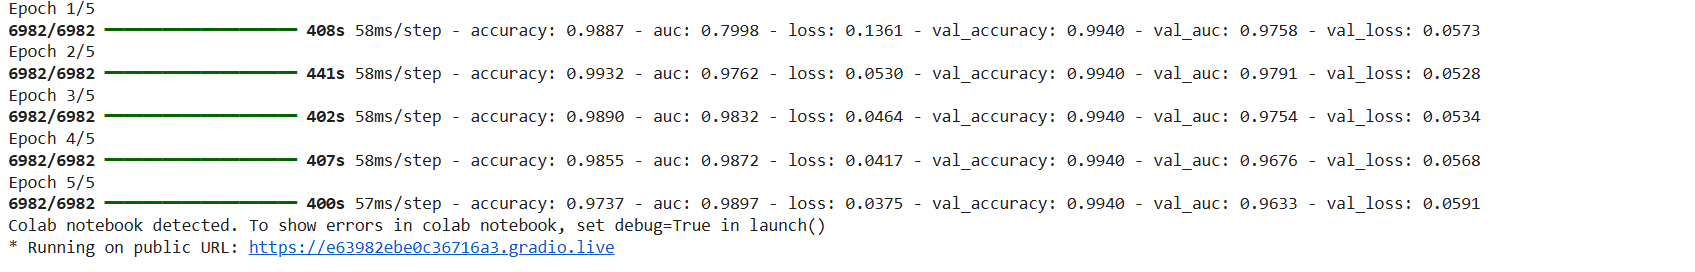 Epoch 1/5
6982/6982 ━━━━━━━━━━━━━━━━━━━━ 408s 58ms/step - accuracy: 0.9887 - auc: 0.7998 - loss: 0.1361 - val_accuracy: 0.9940 - val_auc: 0.9758 - val_loss: 0.0573
Epoch 2/5
6982/6982 ━━━━━━━━━━━━━━━━━━━━ 441s 58ms/step - accuracy: 0.9932 - auc: 0.9762 - loss: 0.0530 - val_accuracy: 0.9940 - val_auc: 0.9791 - val_loss: 0.0528
Epoch 3/5
6982/6982 ━━━━━━━━━━━━━━━━━━━━ 402s 58ms/step - accuracy: 0.9890 - auc: 0.9832 - loss: 0.0464 - val_accuracy: 0.9940 - val_auc: 0.9754 - val_loss: 0.0534
Epoch 4/5
6982/6982 ━━━━━━━━━━━━━━━━━━━━ 407s 58ms/step - accuracy: 0.9855 - auc: 0.9872 - loss: 0.0417 - val_accuracy: 0.9940 - val_auc: 0.9676 - val_loss: 0.0568
Epoch 5/5
6982/6982 ━━━━━━━━━━━━━━━━━━━━ 400s 57ms/step - accuracy: 0.9737 - auc: 0.9897 - loss: 0.0375 - val_accuracy: 0.9940 - val_auc: 0.9633 - val_loss: 0.0591
Colab notebook detected. To show errors in colab notebook, set debug=True in launch()
* Running on public URL: https://e63982ebe0c36716a3.gradio.live